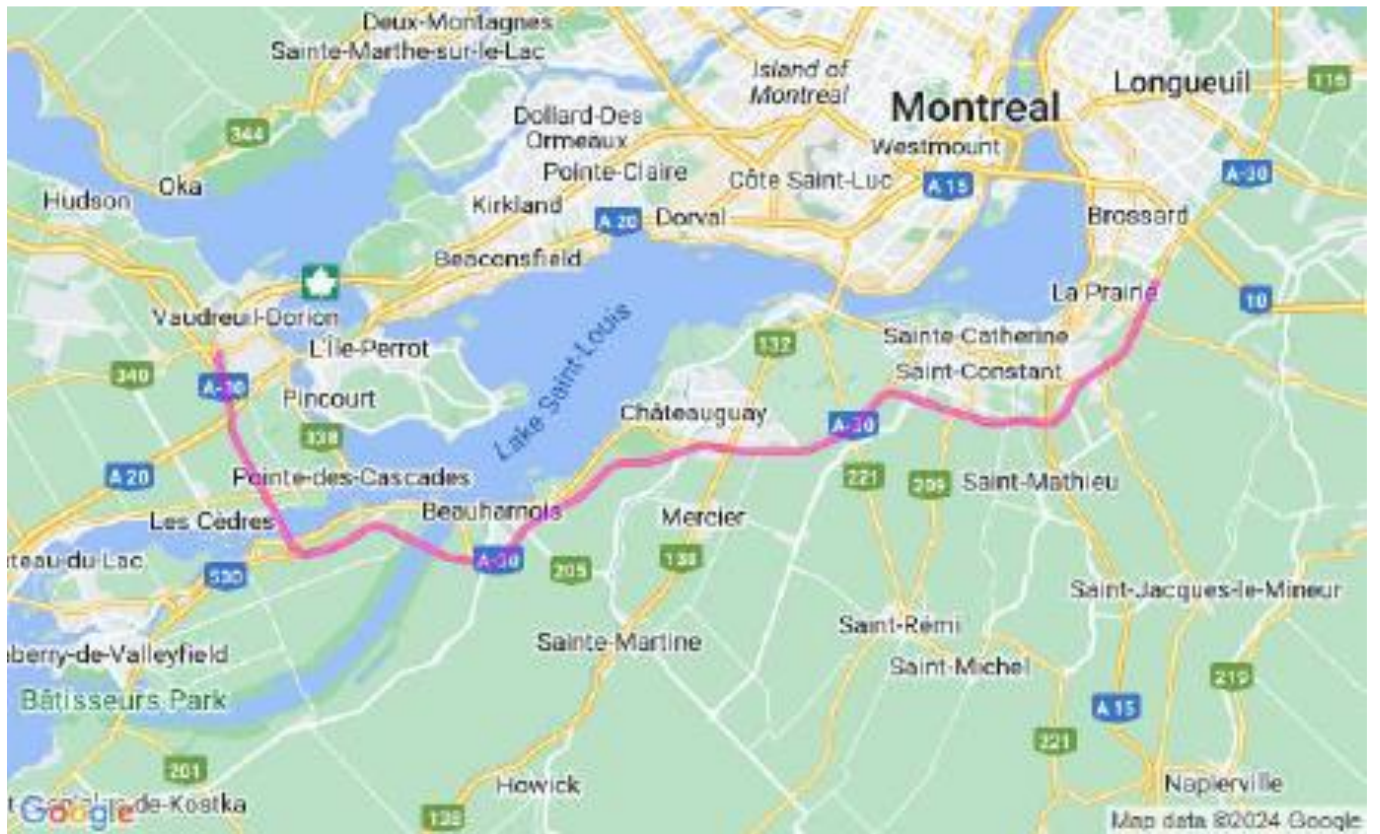 Deux-Montagnes
Sainte-Marthe-sur-le-Lac
Island of
Montreal
Longueuil
116
Montreal
Dollard-Des
Ormeaux
344
Westmount
Pointe-Claire
Côte Saint-Luc
A 15
A-30
Oka
Hudson
Kirkland
A 20
Dorval
Brossard
Beaconsfield
La Prairie
10
Vaudreuil-Dorion
L'Île-Perrot
Lake Saint-Louis
132
Sainte-Catherine
340
A-30
Saint-Constant
Pincourt
Châteauguay
A-30
338
A 20
Pointe-des-Cascades
221
209
Saint-Mathieu
Les Cèdres
Beauharnois
Mercier
teau-du-Lac
530
A-30
205
138
Saint-Jacques-le-Mineur
Saint-Rémi
Sainte-Martine
eberry-de-Valleyfield
Saint-Michel
219
Bâtisseurs Park
A 15
221
201
Howick
Napierville
de-Kostka
Google
138
Map data ©2024 Google